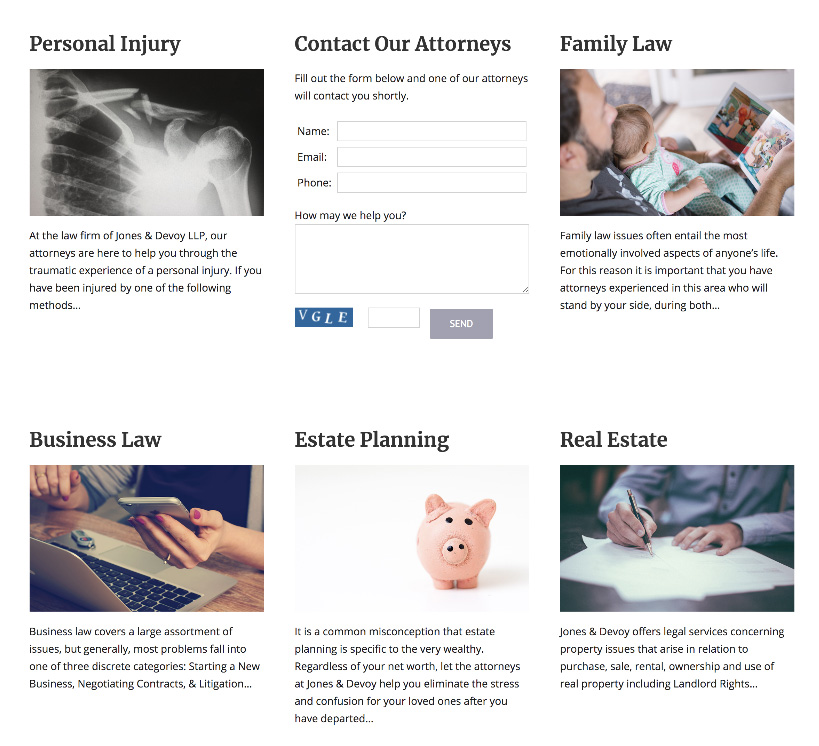 Personal Injury
At the law firm of Jones & Devoy LLP, our
attorneys are here to help you through the
traumatic experience of a personal injury. If you
have been injured by one of the following
methods...
Contact Our Attorneys
Fill out the form below and one of our attorneys
will contact you shortly.
Name:
Email:
Phone:
How may we help you?
VGLE
SEND
Family Law
Family law issues often entail the most
emotionally involved aspects of anyone's life.
For this reason it is important that you have
attorneys experienced in this area who will
stand by your side, during both...
Business Law
Business law covers a large assortment of
issues, but generally, most problems fall into
one of three discrete categories: Starting a New
Business, Negotiating Contracts, & Litigation...
Estate Planning
It is a common misconception that estate
planning is specific to the very wealthy.
Regardless of your net worth, let the attorneys
at Jones & Devoy help you eliminate the stress
and confusion for your loved ones after you
have departed...
Real Estate
Jones & Devoy offers legal services concerning
property issues that arise in relation to
purchase, sale, rental, ownership and use of
real property including Landlord Rights...